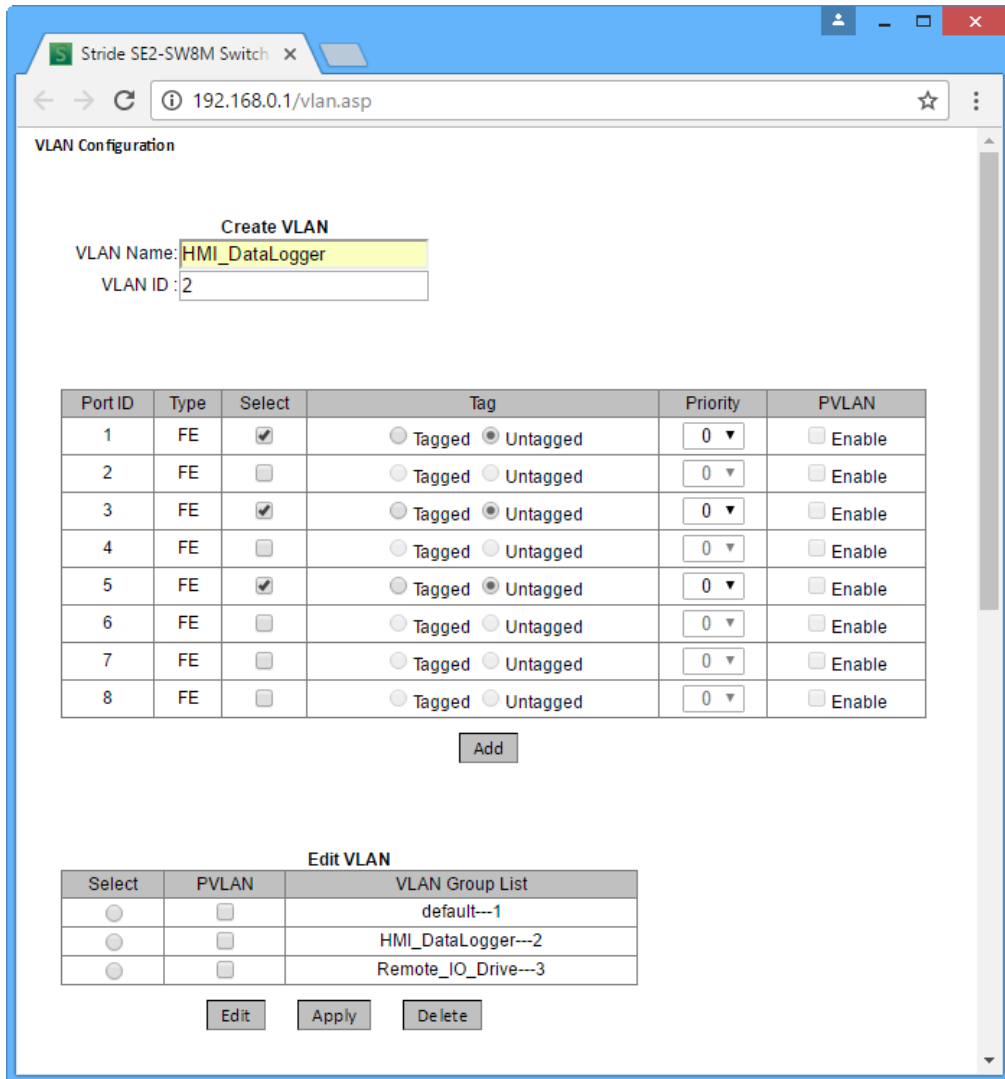 Stride SE2-SW8M Switch
192.168.0.1/vlan.asp
VLAN Configuration
Create VLAN
VLAN Name: HMI_DataLogger
VLAN ID : 2
Port ID Type Select Tag Priority PVLAN
1 FE Tagged Untagged 0 Enable
2 FE Tagged Untagged 0 Enable
3 FE Tagged Untagged 0 Enable
4 FE Tagged Untagged 0 Enable
5 FE Tagged Untagged 0 Enable
6 FE Tagged Untagged 0 Enable
7 FE Tagged Untagged 0 Enable
8 FE Tagged Untagged 0 Enable
Add
Edit VLAN
Select PVLAN VLAN Group List
default---1
HMI_DataLogger---2
Remote_IO_Drive---3
Edit Apply Delete